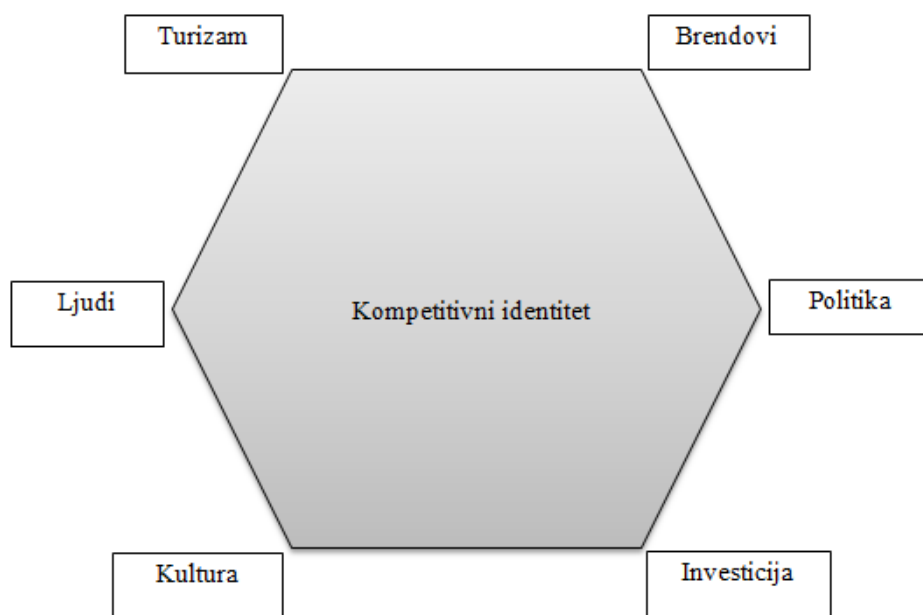 Turizam
Brendovi
Ljudi
Kompetitivni identitet
Politika
Kultura
Investicija